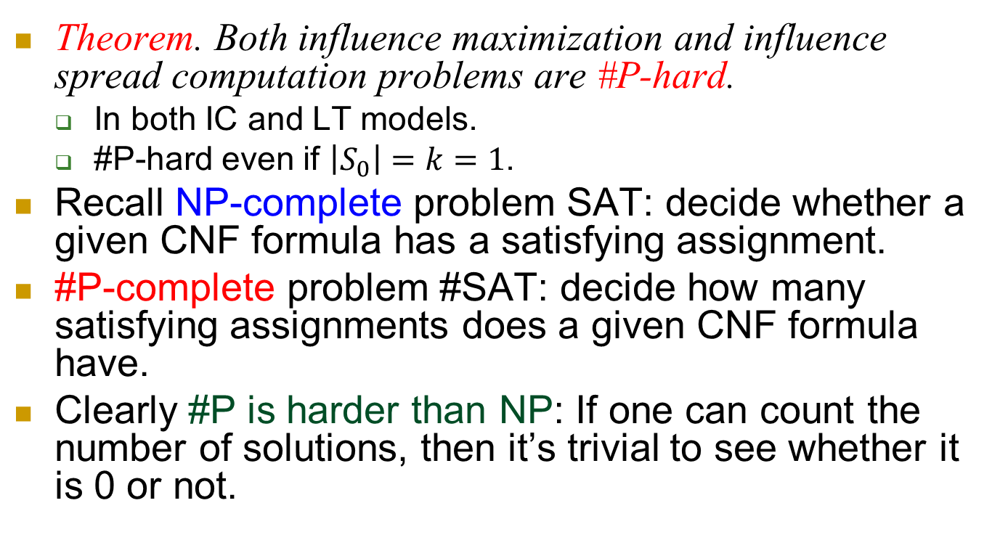 Theorem. Both influence maximization and influence
spread computation problems are #P-hard.
In both IC and LT models.
#P-hard even if |𝑆₀| = 𝑘 = 1.
Recall NP-complete problem SAT: decide whether a
given CNF formula has a satisfying assignment.
#P-complete problem #SAT: decide how many
satisfying assignments does a given CNF formula
have.
Clearly #P is harder than NP: If one can count the
number of solutions, then it’s trivial to see whether it
is 0 or not.